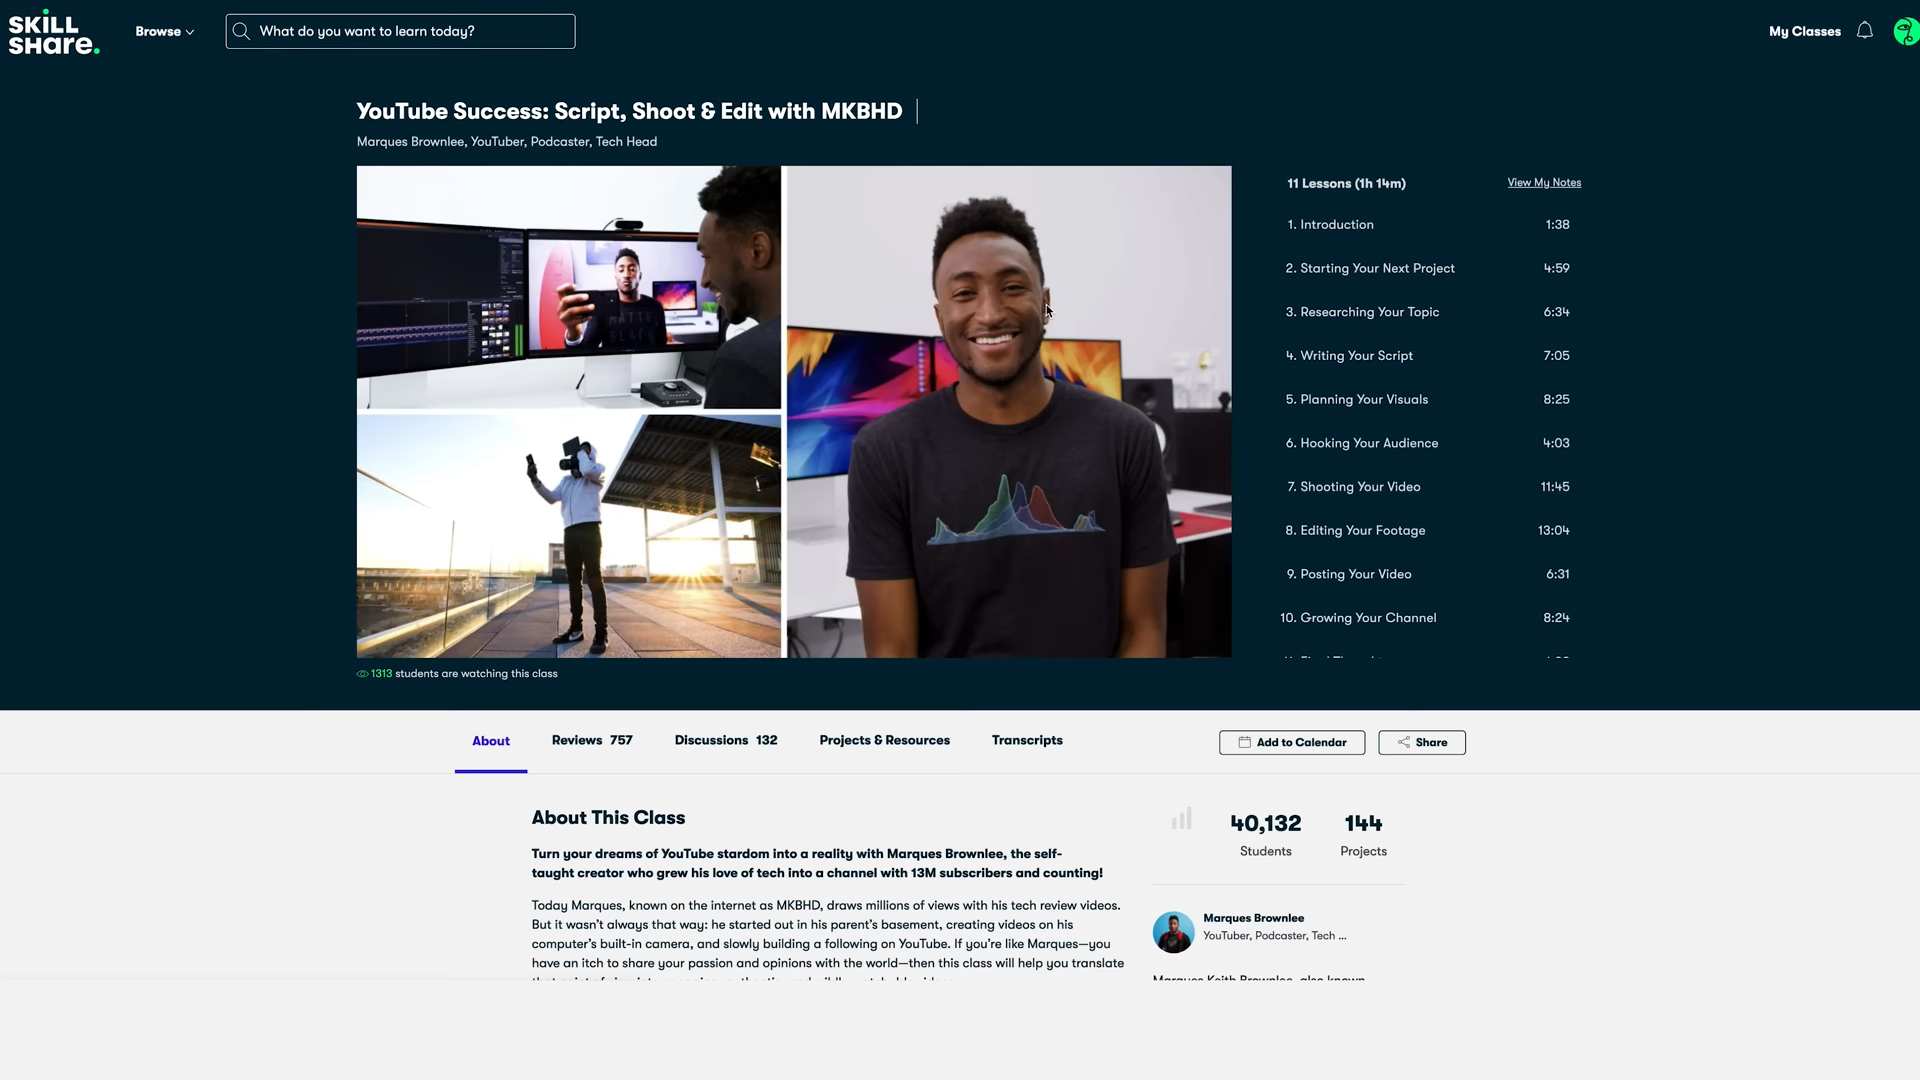 SKILL
SHare.
Browse
What do you want to learn today?
My Classes
YouTube Success: Script, Shoot & Edit with MKBHD
Marques Brownlee, YouTuber, Podcaster, Tech Head
MATTE
BLACK
11 Lessons (1h 14m)
View My Notes
1. Introduction 1:38
2. Starting Your Next Project 4:59
3. Researching Your Topic 6:34
4. Writing Your Script 7:05
5. Planning Your Visuals 8:25
6. Hooking Your Audience 4:03
7. Shooting Your Video 11:45
8. Editing Your Footage 13:04
9. Posting Your Video 6:31
10. Growing Your Channel 8:24
1313 students are watching this class
About
Reviews 757
Discussions 132
Projects & Resources
Transcripts
Add to Calendar
Share
About This Class
Turn your dreams of YouTube stardom into a reality with Marques Brownlee, the self-
taught creator who grew his love of tech into a channel with 13M subscribers and counting!
Today Marques, known on the internet as MKBHD, draws millions of views with his tech review videos.
But it wasn't always that way: he started out in his parent's basement, creating videos on his
computer's built-in camera, and slowly building a following on YouTube. If you're like Marques—you
have an itch to share your passion and opinions with the world—then this class will help you translate
40,132
Students
144
Projects
Marques Brownlee
YouTuber, Podcaster, Tech ...
Marques Keith Brownlee, also known